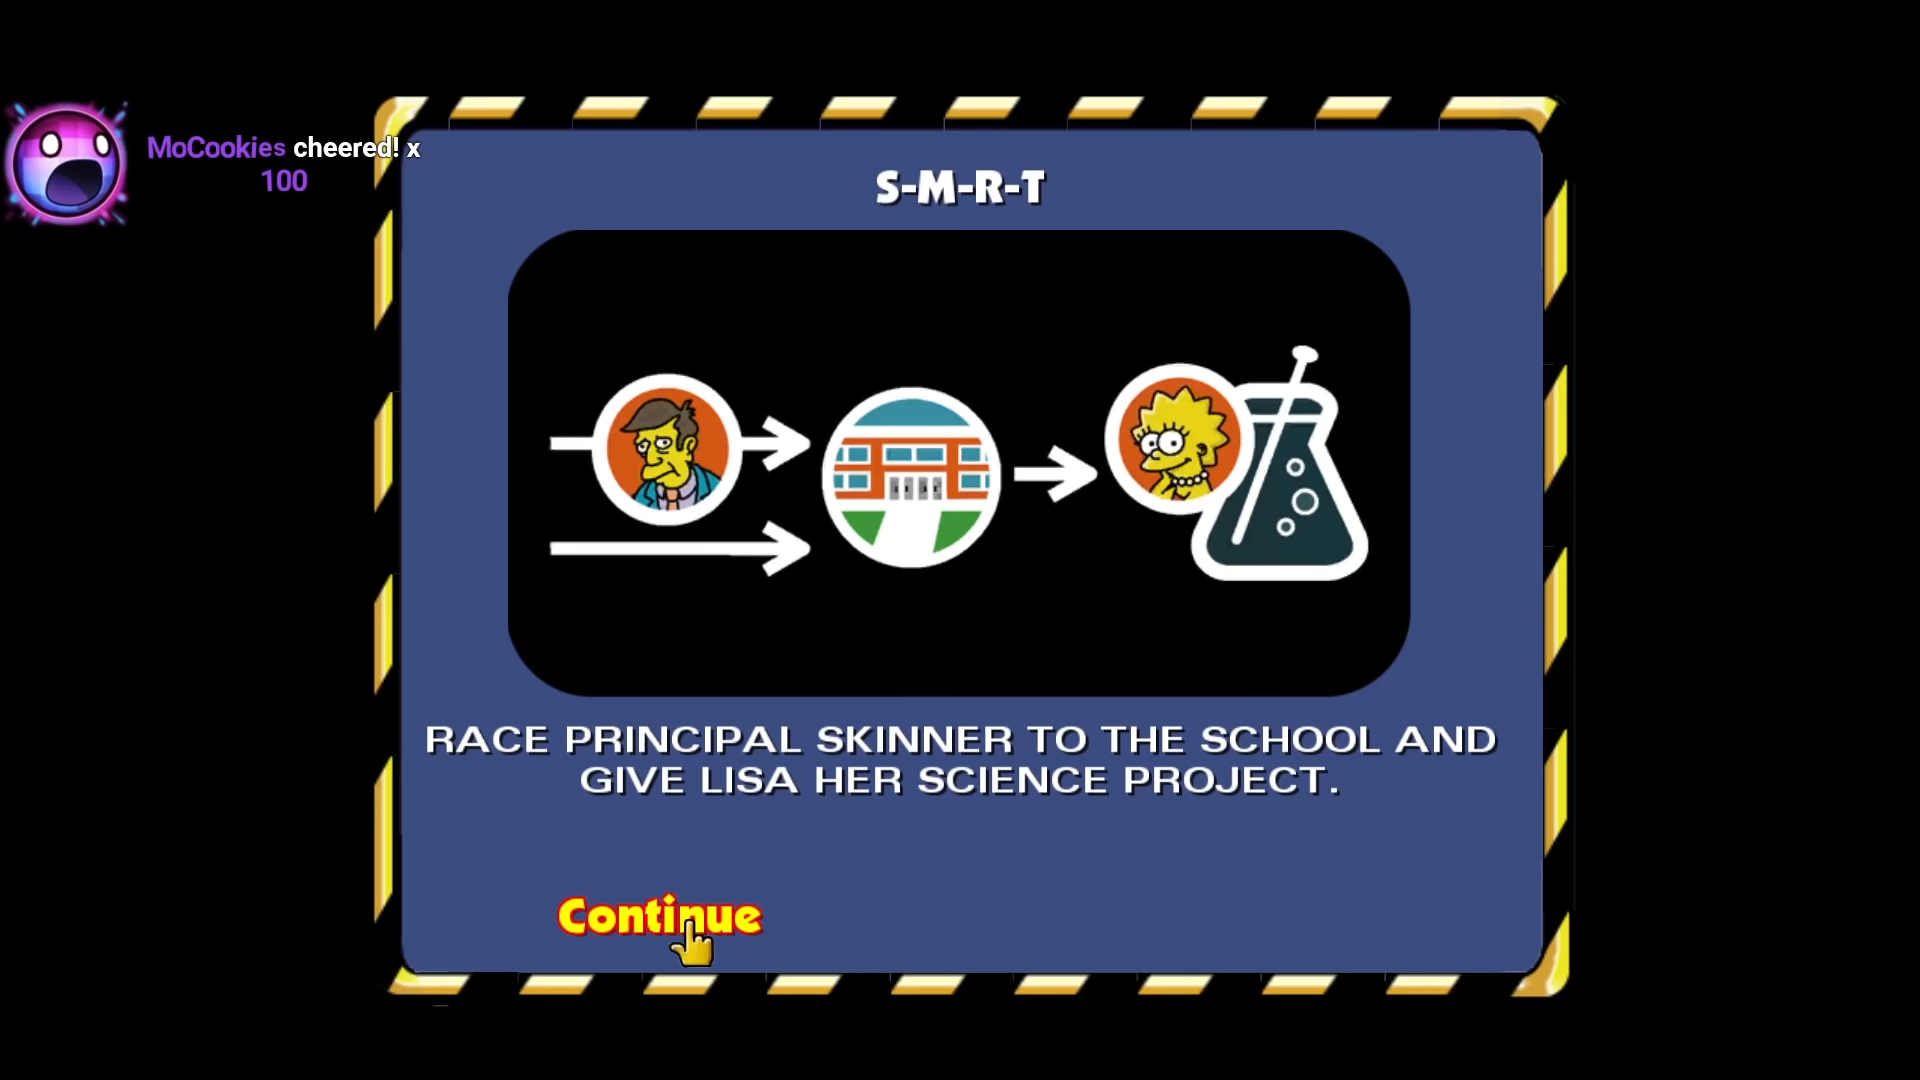 MoCookies cheered! x
100
S-M-R-T
RACE PRINCIPAL SKINNER TO THE SCHOOL AND
GIVE LISA HER SCIENCE PROJECT.
Continue